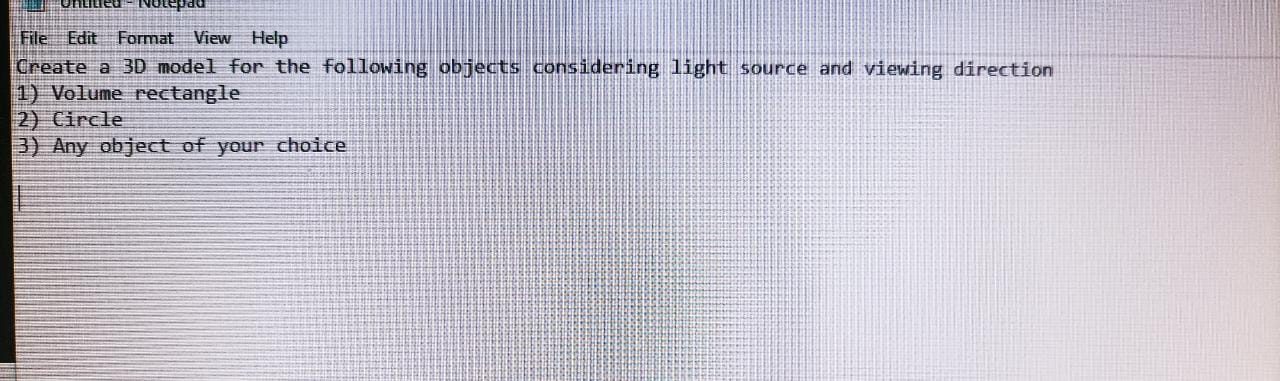 Untitled - Notepad
File Edit Format View Help
Create a 3D model for the following objects considering light source and viewing direction
1) Volume rectangle
2) Circle
3) Any object of your choice